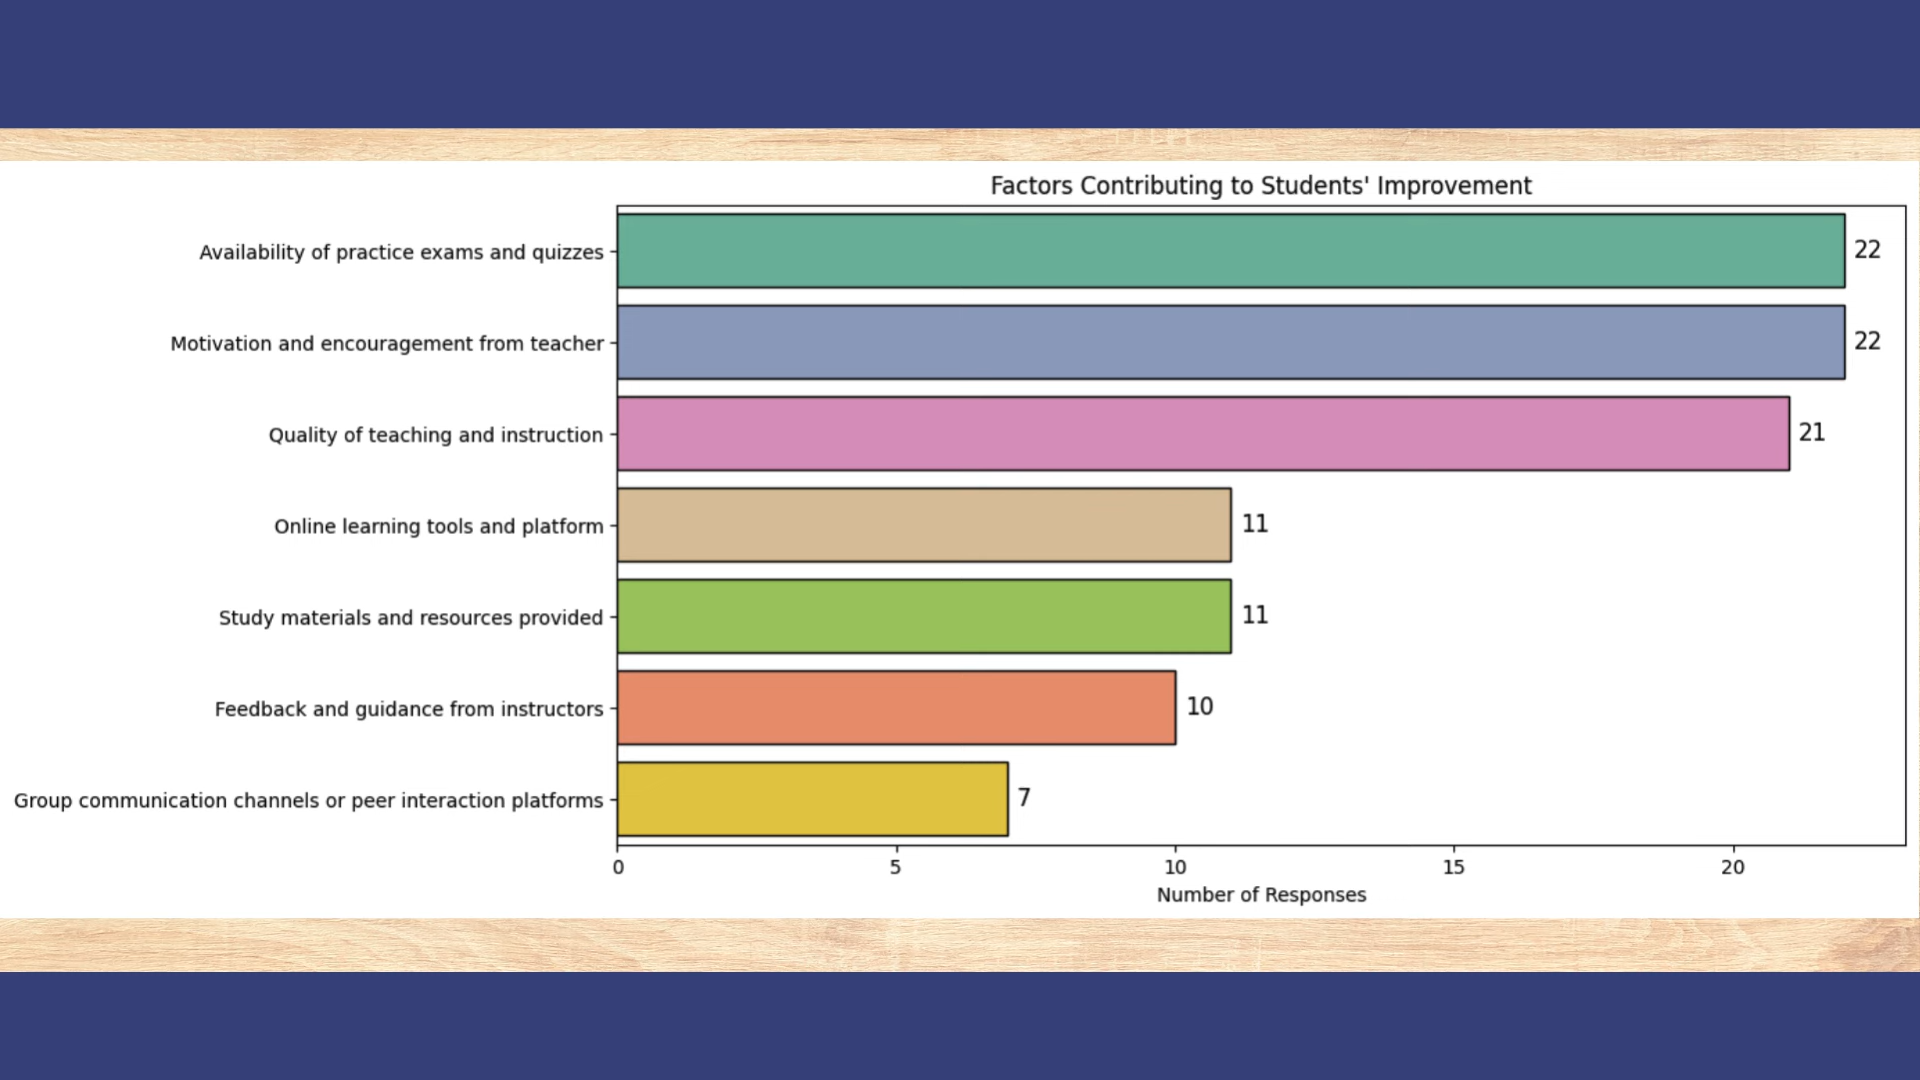 Factors Contributing to Students' Improvement
Availability of practice exams and quizzes
22
Motivation and encouragement from teacher
22
Quality of teaching and instruction
21
Online learning tools and platform
11
Study materials and resources provided
11
Feedback and guidance from instructors
10
Group communication channels or peer interaction platforms
7
0 5 10 15 20
Number of Responses